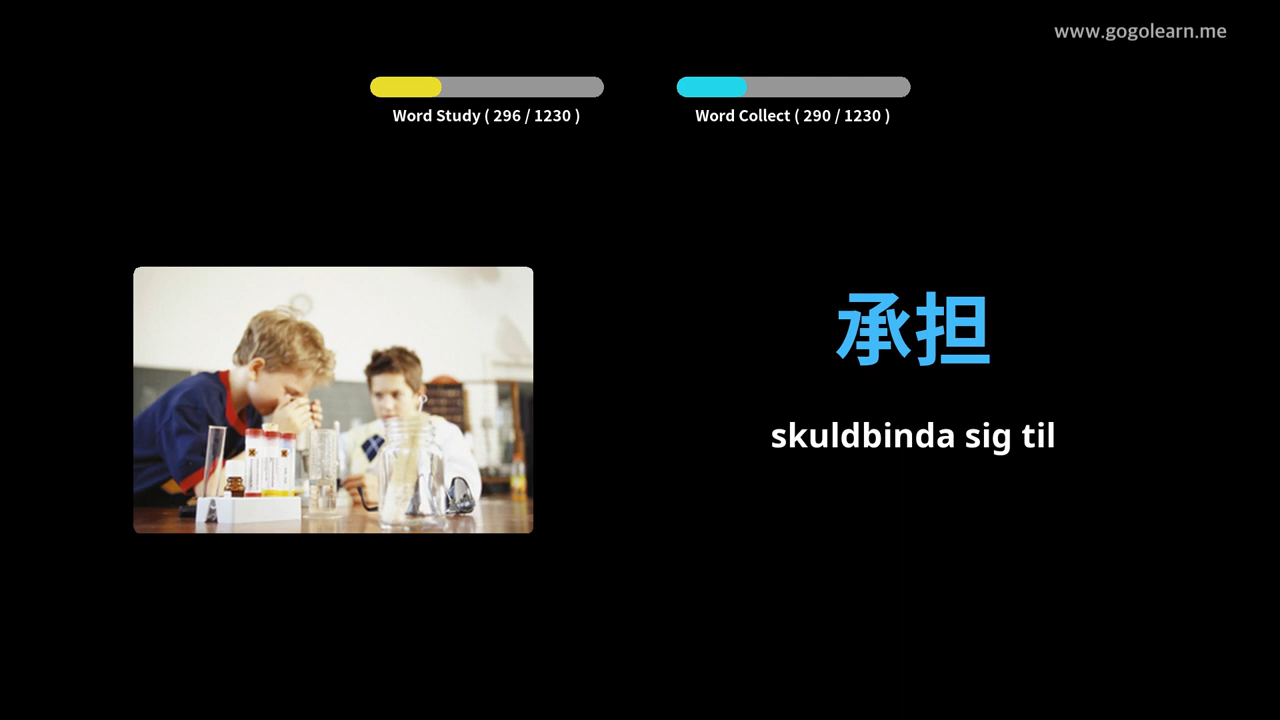 www.gogolearn.me
Word Study ( 296 / 1230 )
Word Collect ( 290 / 1230 )
承担
skuldbinda sig til